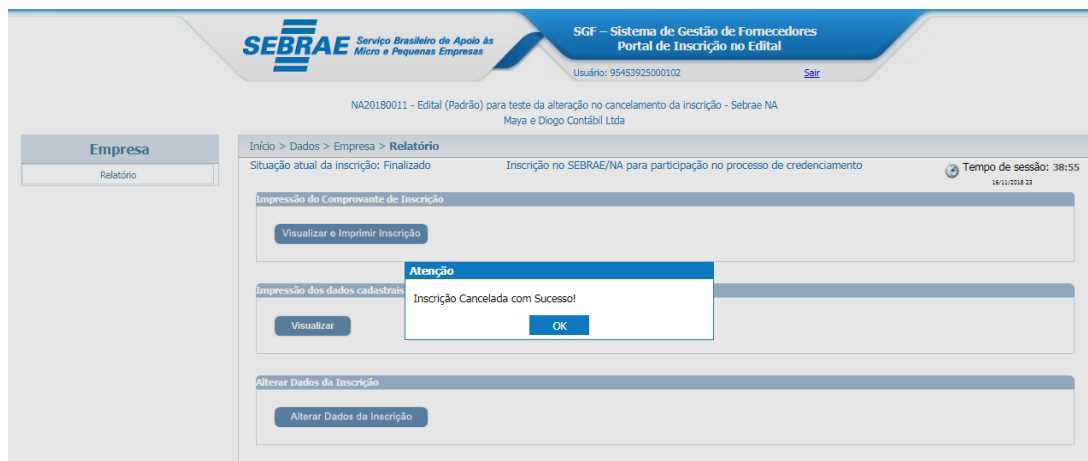 SEBRAE
Serviço Brasileiro de Apoio às
Micro e Pequenas Empresas
SGF – Sistema de Gestão de Fornecedores
Portal de Inscrição no Edital
Usuário: 95453925000102 Sair
NA20180011 - Edital (Padrão) para teste da alteração no cancelamento da inscrição - Sebrae NA
Maya e Diogo Contábil Ltda
Empresa
Relatório
Início > Dados > Empresa > Relatório
Situação atual da inscrição: Finalizado
Inscrição no SEBRAE/NA para participação no processo de credenciamento
Tempo de sessão: 38:55
16/11/2018 23
Impressão do Comprovante de Inscrição
Visualizar e Imprimir Inscrição
Atenção
Inscrição Cancelada com Sucesso!
OK
Impressão dos dados cadastrais
Visualizar
Alterar Dados da Inscrição
Alterar Dados da Inscrição